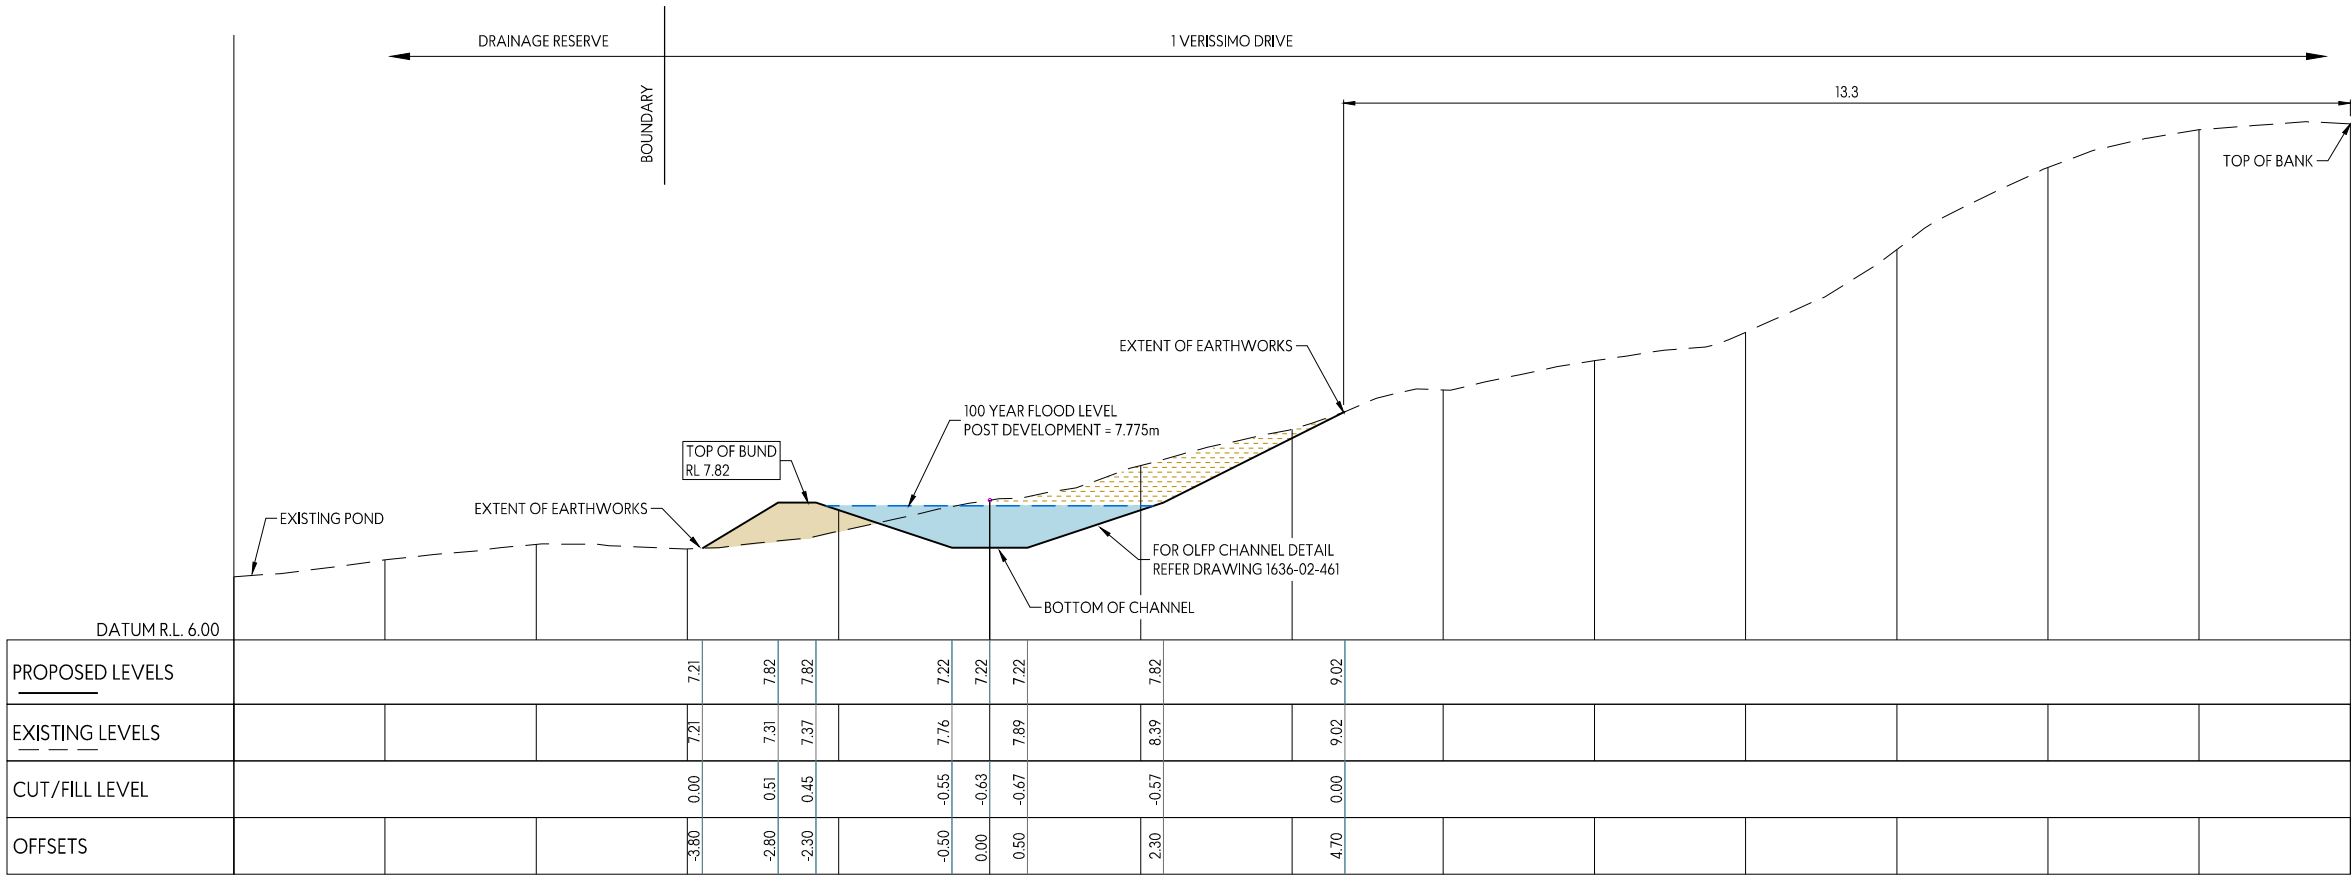 DRAINAGE RESERVE
1 VERISSIMO DRIVE
BOUNDARY
13.3
TOP OF BANK
EXTENT OF EARTHWORKS
100 YEAR FLOOD LEVEL
POST DEVELOPMENT = 7.775m
TOP OF BUND
RL 7.82
EXTENT OF EARTHWORKS
EXISTING POND
FOR OLFP CHANNEL DETAIL
REFER DRAWING 1636-02-461
BOTTOM OF CHANNEL
DATUM R.L. 6.00
PROPOSED LEVELS 7.21 7.82 7.82 7.22 7.22 7.22 7.82 9.02
EXISTING LEVELS 7.21 7.31 7.37 7.76 7.89 8.39 9.02
CUT/FILL LEVEL 0.00 0.51 0.45 -0.55 -0.63 -0.67 -0.57 0.00
OFFSETS -3.80 -2.80 -2.30 -0.50 0.00 0.50 2.30 4.70